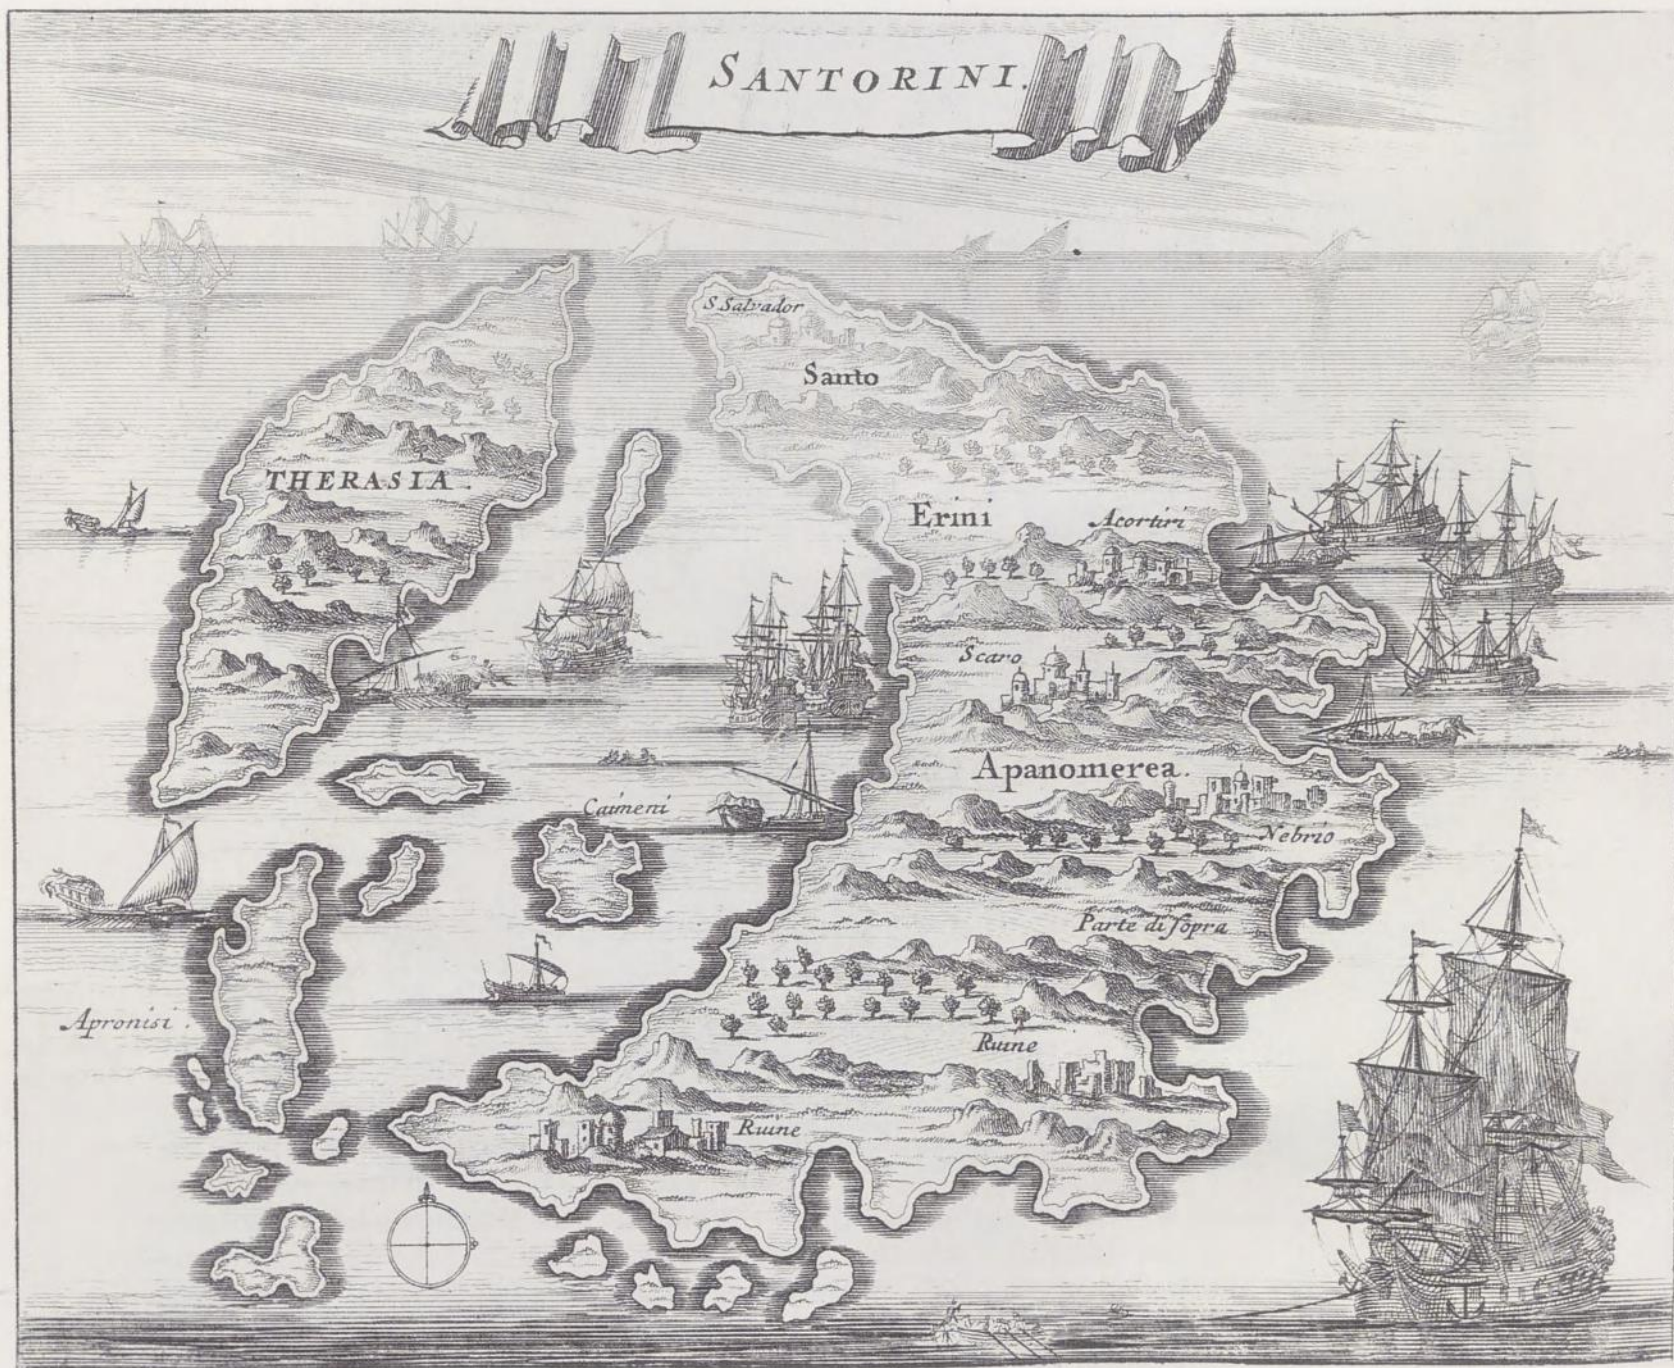 SANTORINI.
S. Salvador
Santo
THERASIA.
Erini
Acortiri
Scaro
Apanomerea.
Caimeni
Nebrio
Parte di sopra
Apronisi.
Ruine
Ruine